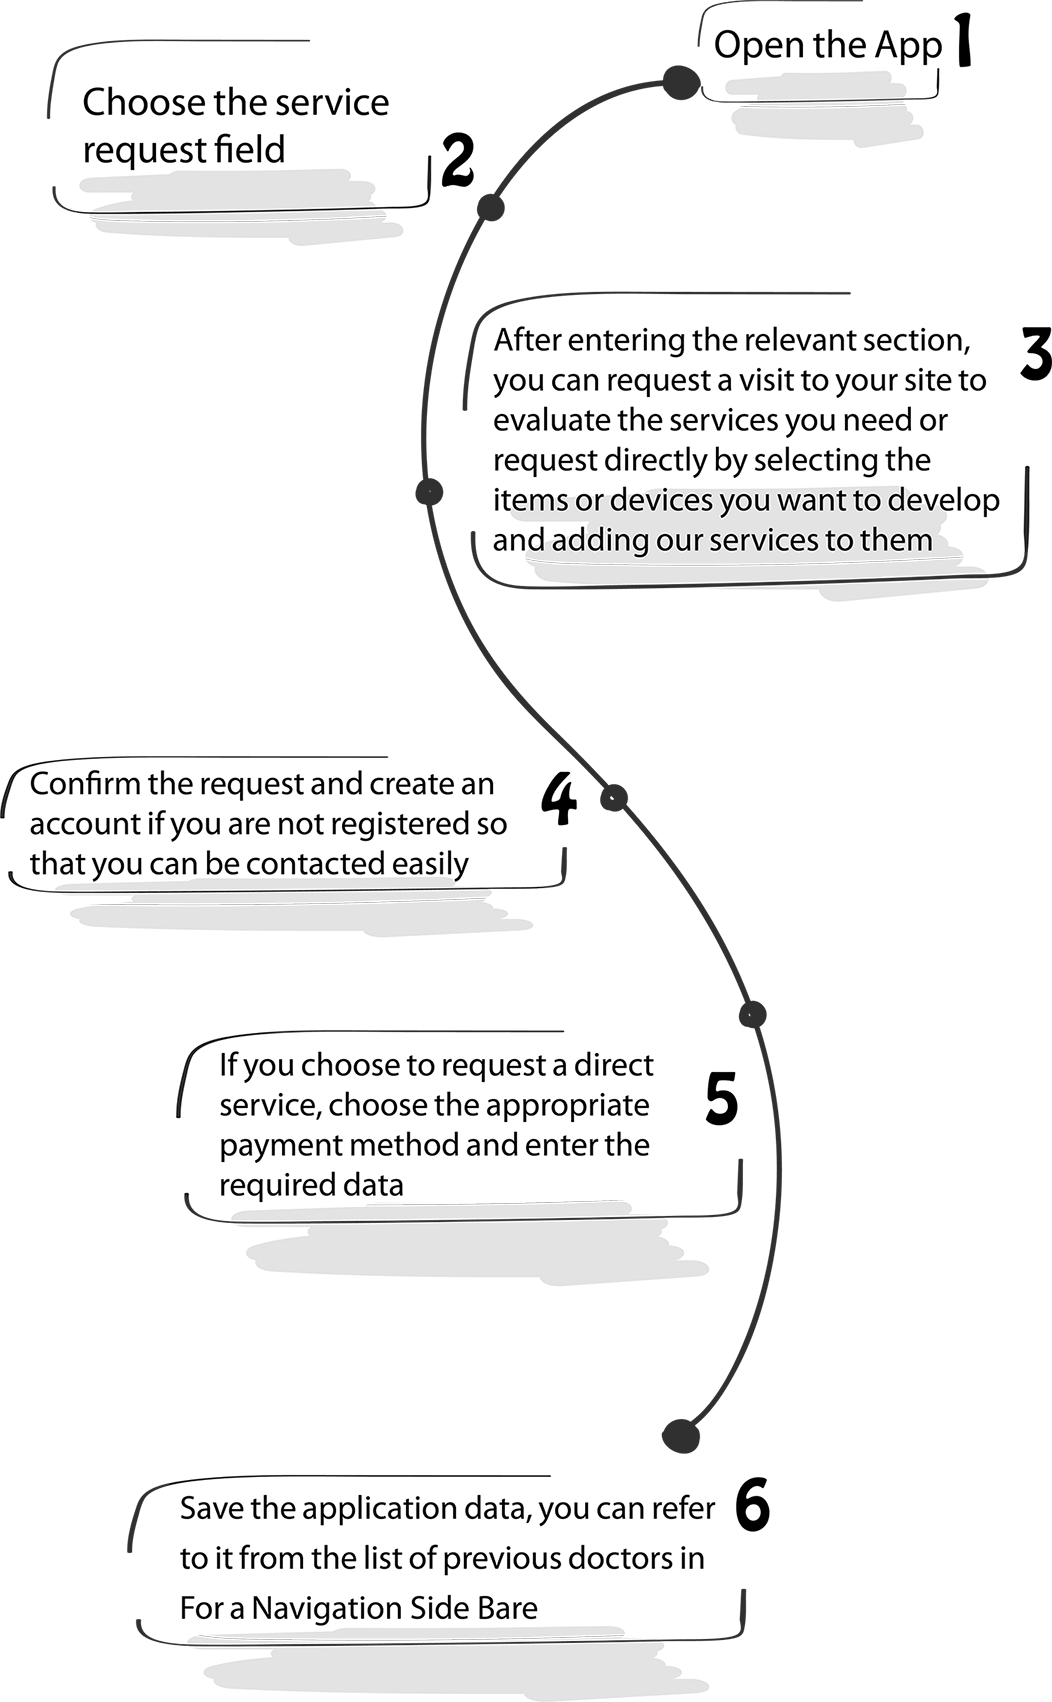 Open the App
1
Choose the service
request field
2
After entering the relevant section,
you can request a visit to your site to
evaluate the services you need or
request directly by selecting the
items or devices you want to develop
and adding our services to them
3
Confirm the request and create an
account if you are not registered so
that you can be contacted easily
4
If you choose to request a direct
service, choose the appropriate
payment method and enter the
required data
5
Save the application data, you can refer
to it from the list of previous doctors in
For a Navigation Side Bare
6